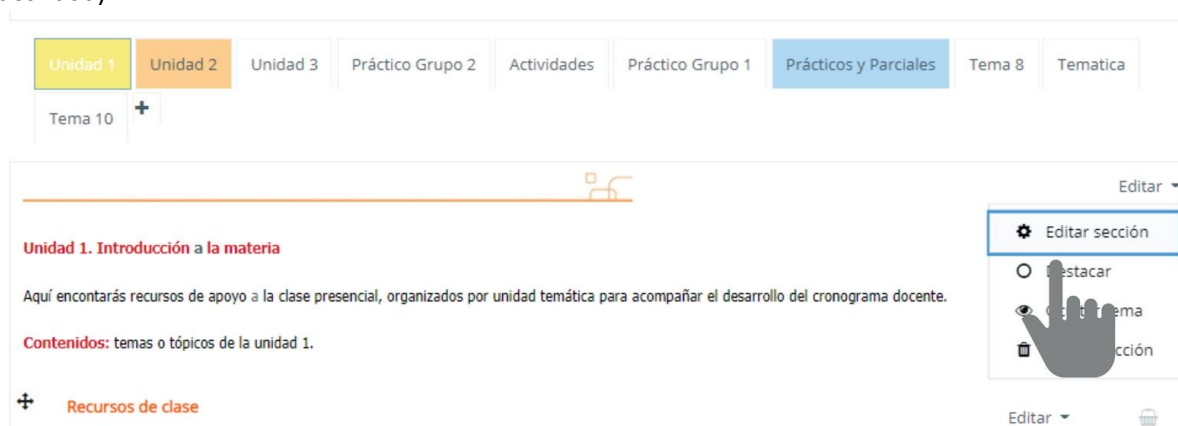 Unidad 1 Unidad 2 Unidad 3 Práctico Grupo 2 Actividades Práctico Grupo 1 Prácticos y Parciales Tema 8 Tematica
Tema 10
Editar
Editar sección
Unidad 1. Introducción a la materia
Destacar
Aquí encontarás recursos de apoyo a la clase presencial, organizados por unidad temática para acompañar el desarrollo del cronograma docente.
Contenidos: temas o tópicos de la unidad 1.
Recursos de clase
Editar